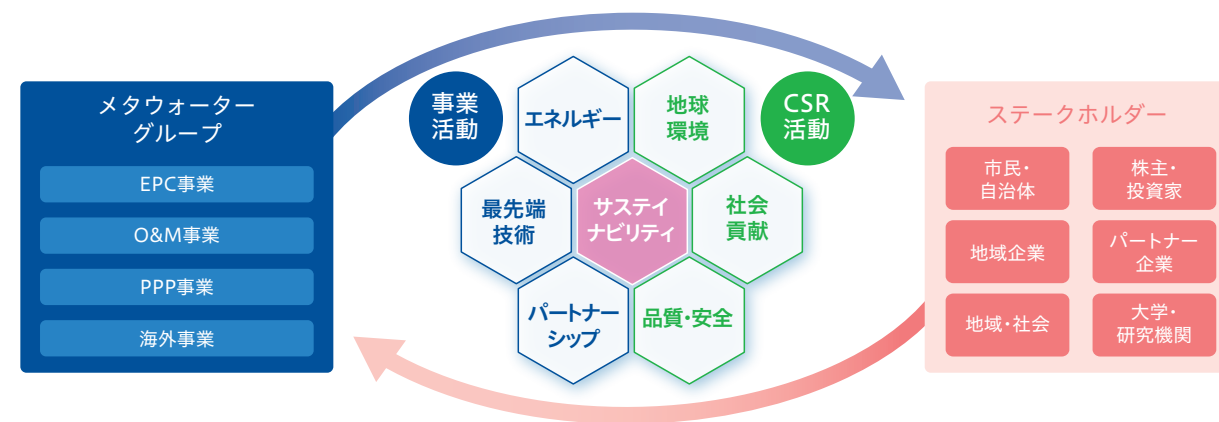 メタウォーター
グループ
EPC事業
O&M事業
PPP事業
海外事業
事業
活動
エネルギー
地球
環境
CSR
活動
最先端
技術
サステイ
ナビリティ
社会
貢献
パートナー
シップ
品質・安全
ステークホルダー
市民・
自治体
株主・
投資家
地域企業
パートナー
企業
地域・社会
大学・
研究機関